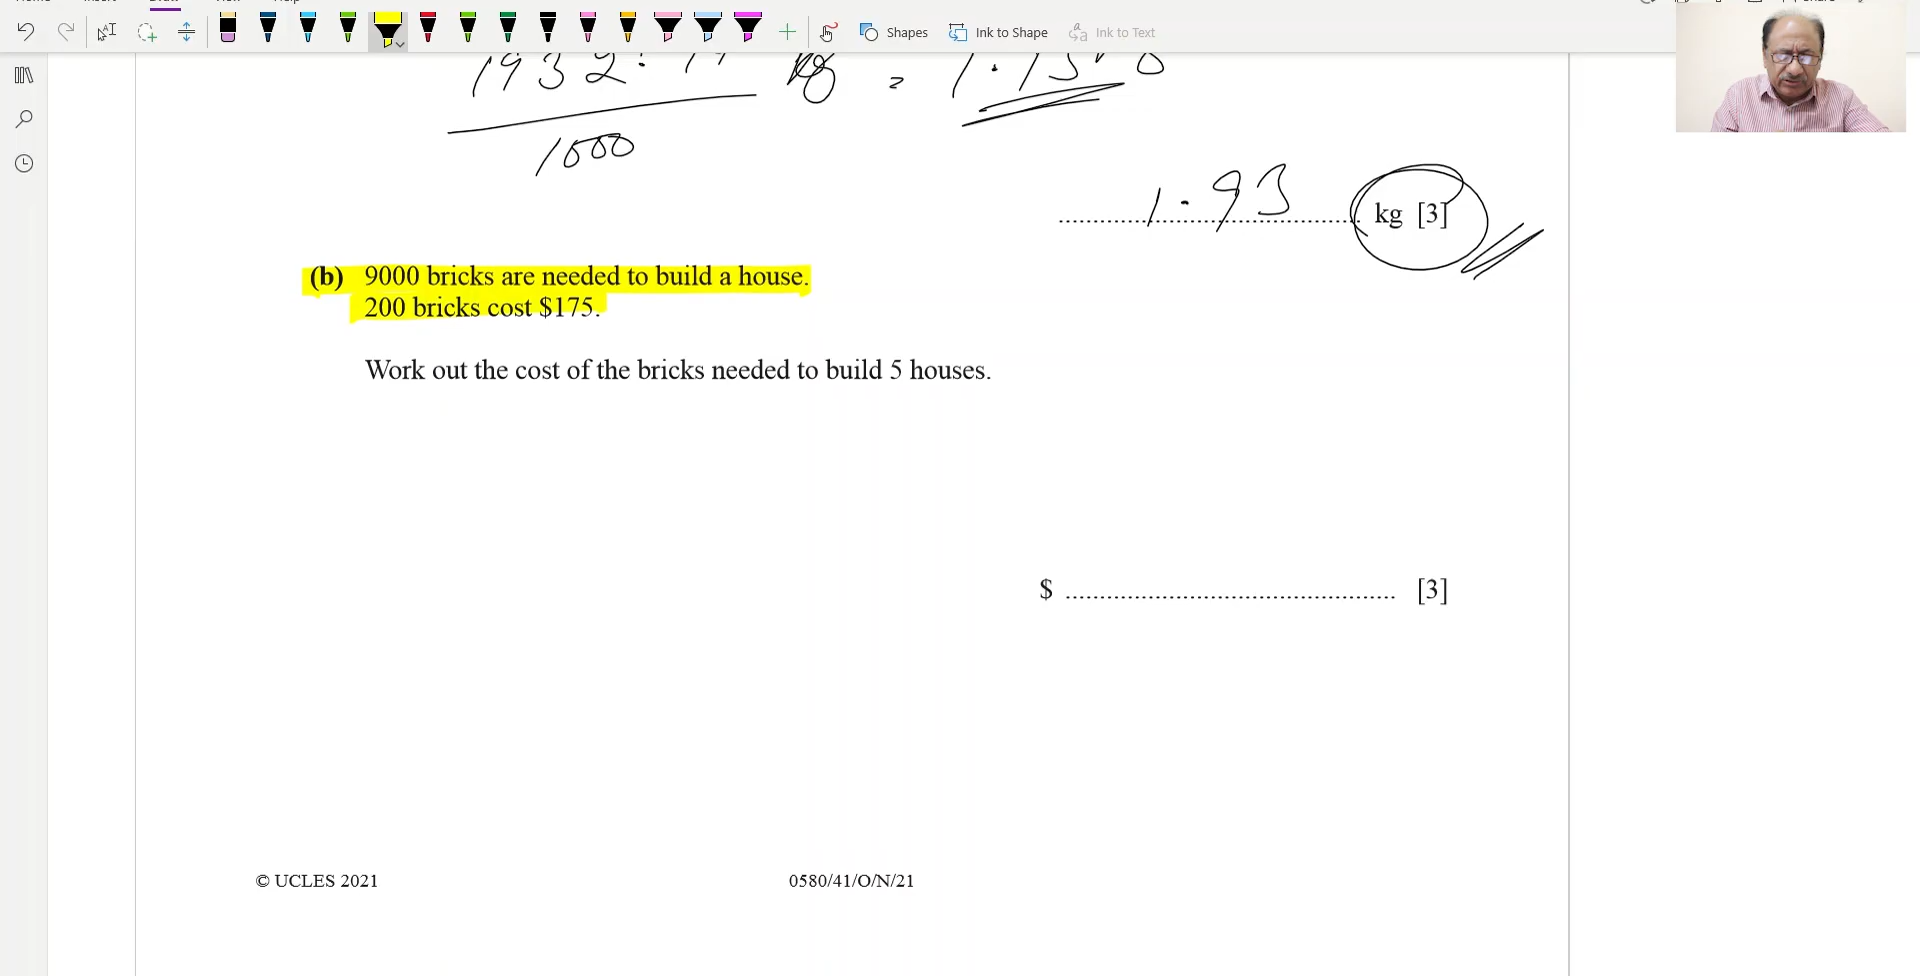 Shapes Ink to Shape Ink to Text
kg =
1000
1.93 kg [3]
(b) 9000 bricks are needed to build a house.
200 bricks cost $175.
Work out the cost of the bricks needed to build 5 houses.
$ ................................................ [3]
© UCLES 2021 0580/41/O/N/21